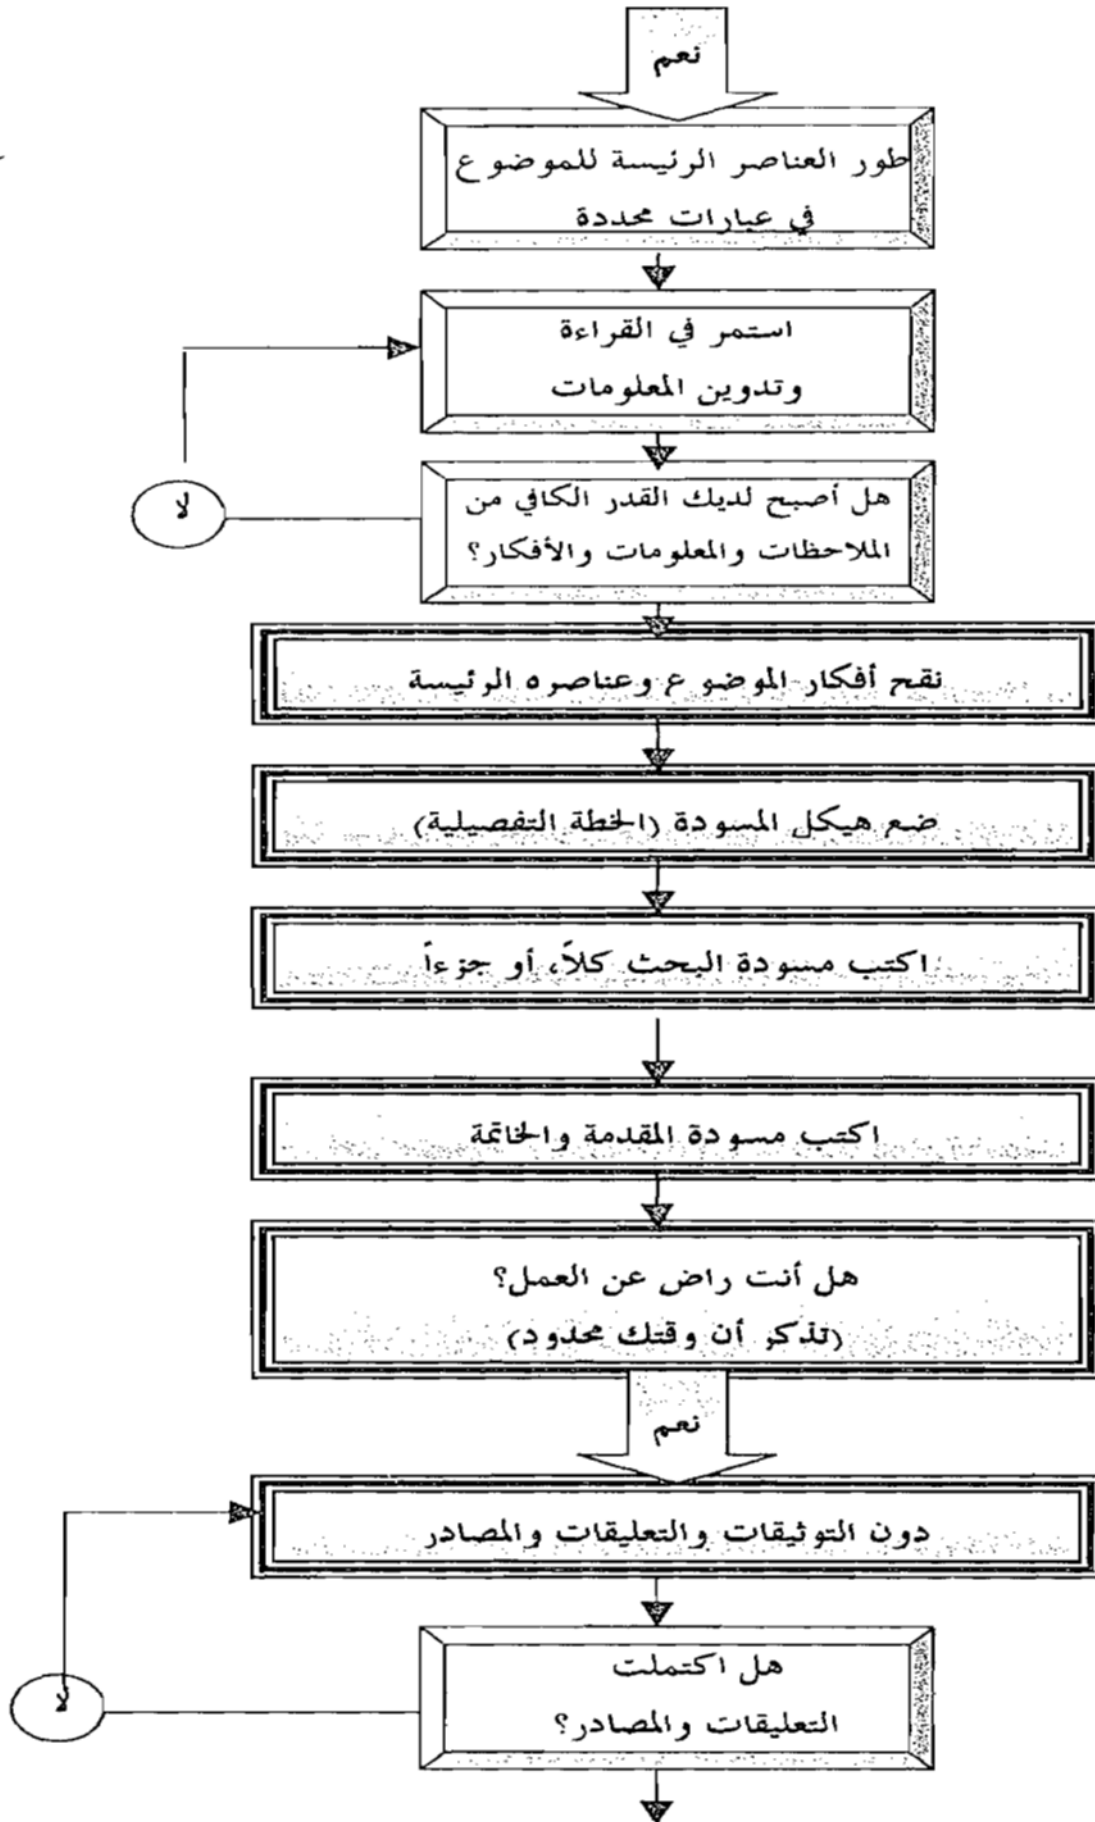 نعم
طور العناصر الرئيسة للموضوع
في عبارات محددة
استمر في القراءة
وتدوين المعلومات
هل أصبح لديك القدر الكافي من
الملاحظات والمعلومات والأفكار؟
لا
نقح أفكار الموضوع وعناصره الرئيسة
ضع هيكل المسودة (الخطة التفصيلية)
اكتب مسودة البحث كلاً، أو جزءاً
اكتب مسودة المقدمة والخاتمة
هل أنت راض عن العمل؟
(تذكر أن وقتك محدود)
نعم
دون التوثيقات والتعليقات والمصادر
هل اكتملت
التعليقات والمصادر؟
لا